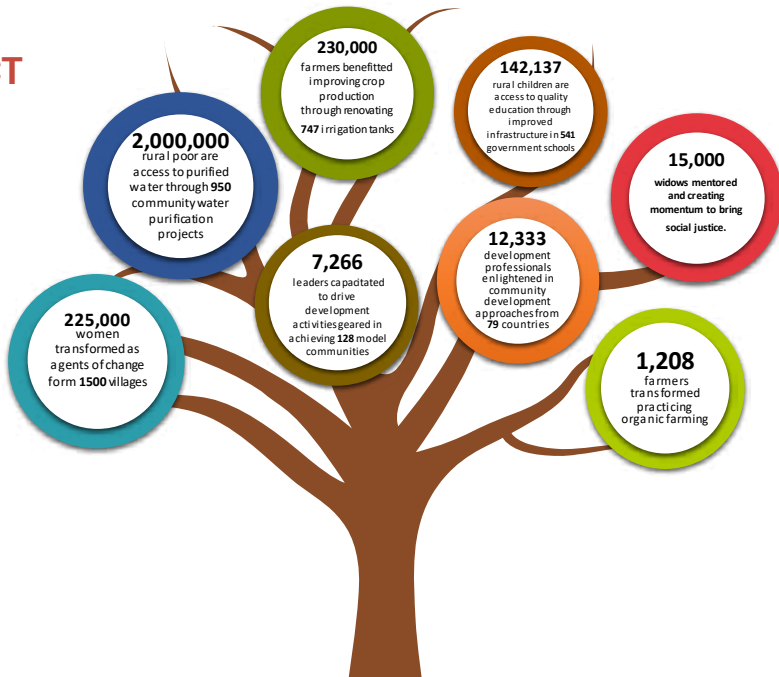 T
230,000
farmers benefitted
improving crop
production
through renovating
747 irrigation tanks
142,137
rural children are
access to quality
education through
improved
infrastructure in 541
government schools
2,000,000
rural poor are
access to purified
water through 950
community water
purification
projects
15,000
widows mentored
and creating
momentum to bring
social justice.
7,266
leaders capacitated
to drive
development
activities geared in
achieving 128 model
communities
12,333
development
professionals
enlightened in
community
development
approaches from
79 countries
225,000
women
transformed as
agents of change
form 1500 villages
1,208
farmers
transformed
practicing
organic farming